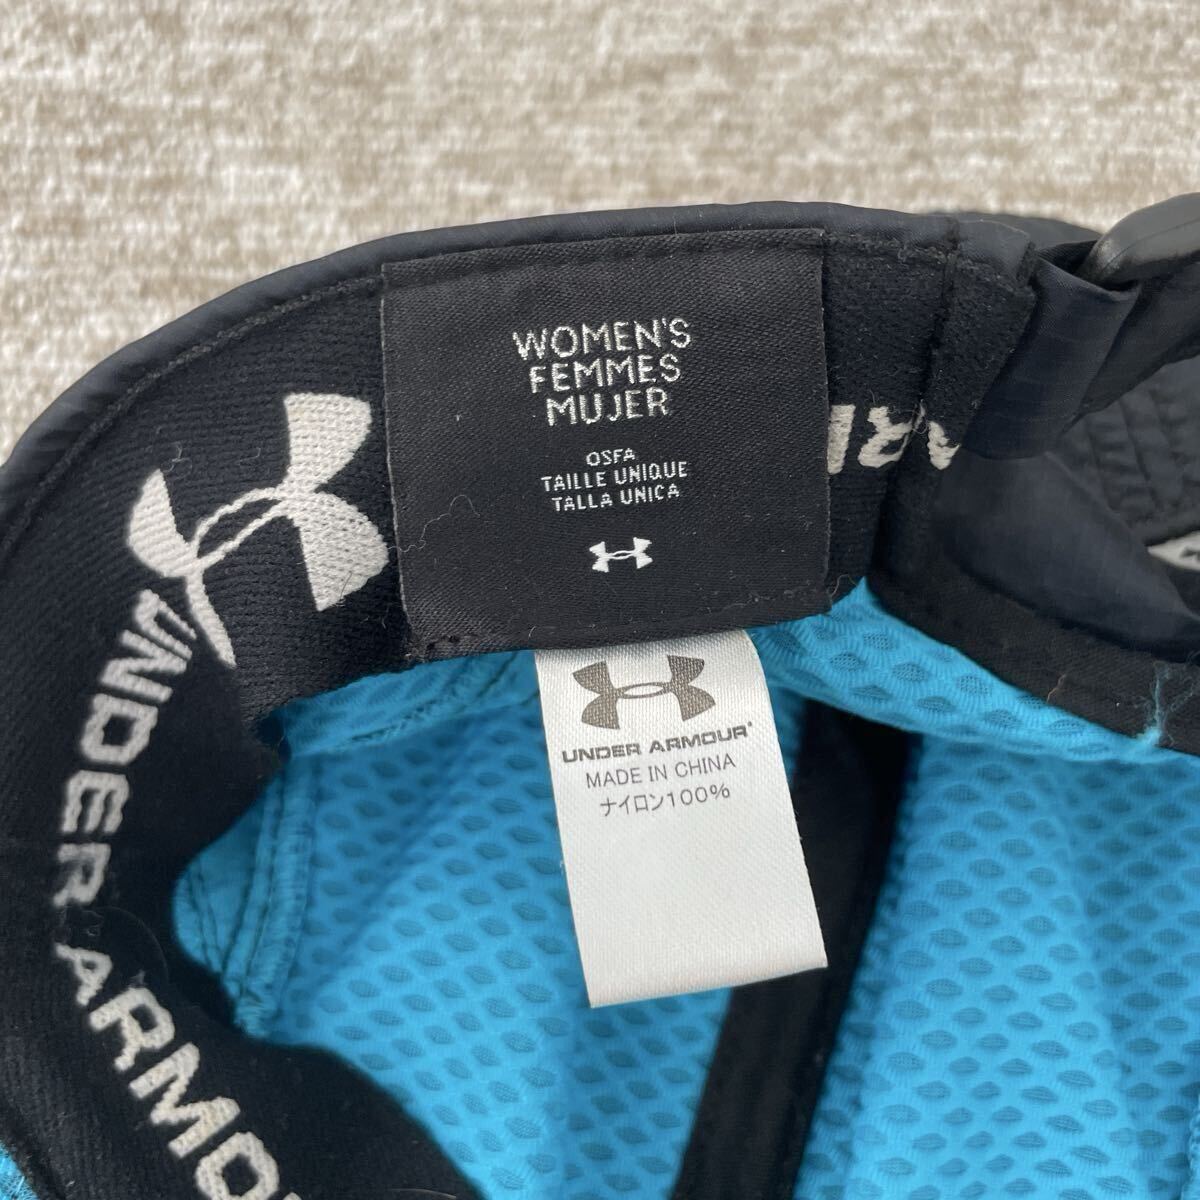 WOMEN'S
FEMMES
MUJER
OSFA
TAILLE UNIQUE
TALLA UNICA
UNDER ARMOUR
MADE IN CHINA
ナイロン100%
UNDER ARMO